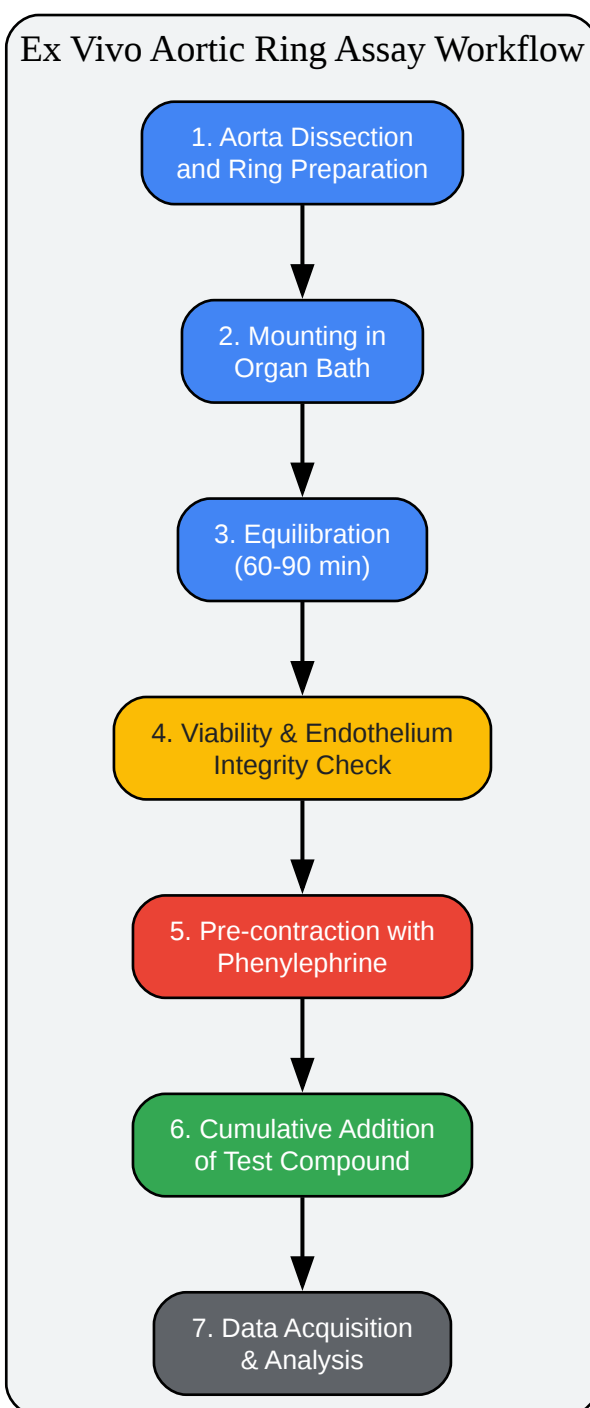 Ex Vivo Aortic Ring Assay Workflow
1. Aorta Dissection
and Ring Preparation
2. Mounting in
Organ Bath
3. Equilibration
(60-90 min)
4. Viability & Endothelium
Integrity Check
5. Pre-contraction with
Phenylephrine
6. Cumulative Addition
of Test Compound
7. Data Acquisition
& Analysis